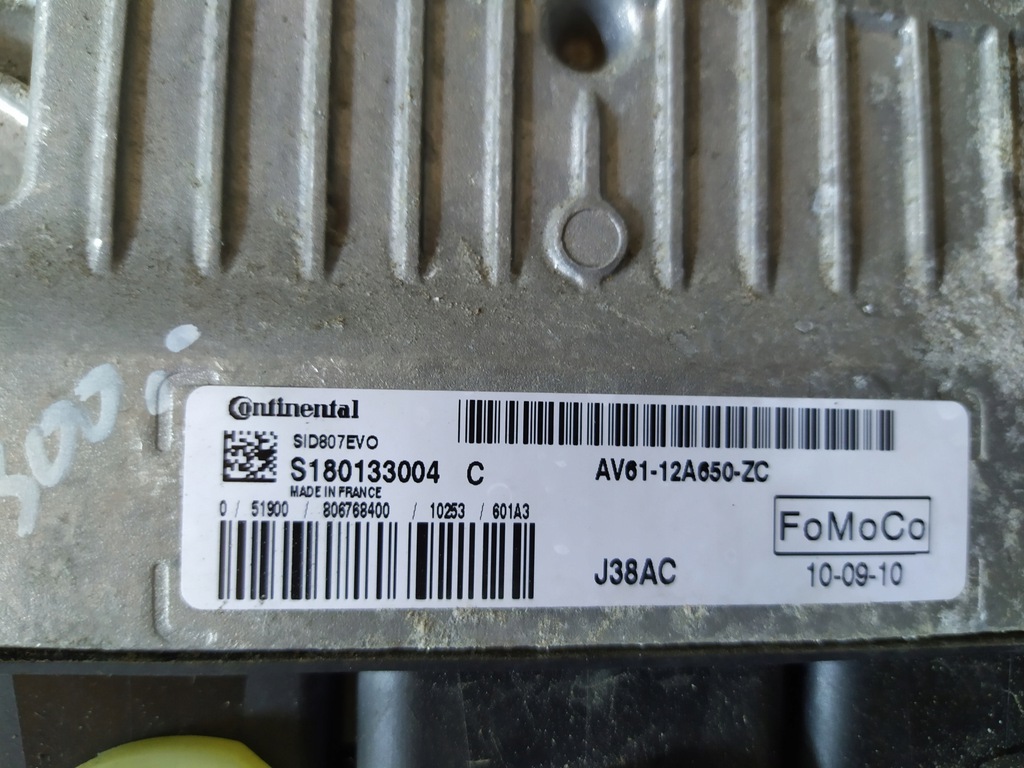 Continental
SID807EVO
S180133004 C
AV61-12A650-ZC
MADE IN FRANCE
0 / 51900 / 806768400 / 10253 / 601A3
FoMoCo
J38AC
10-09-10